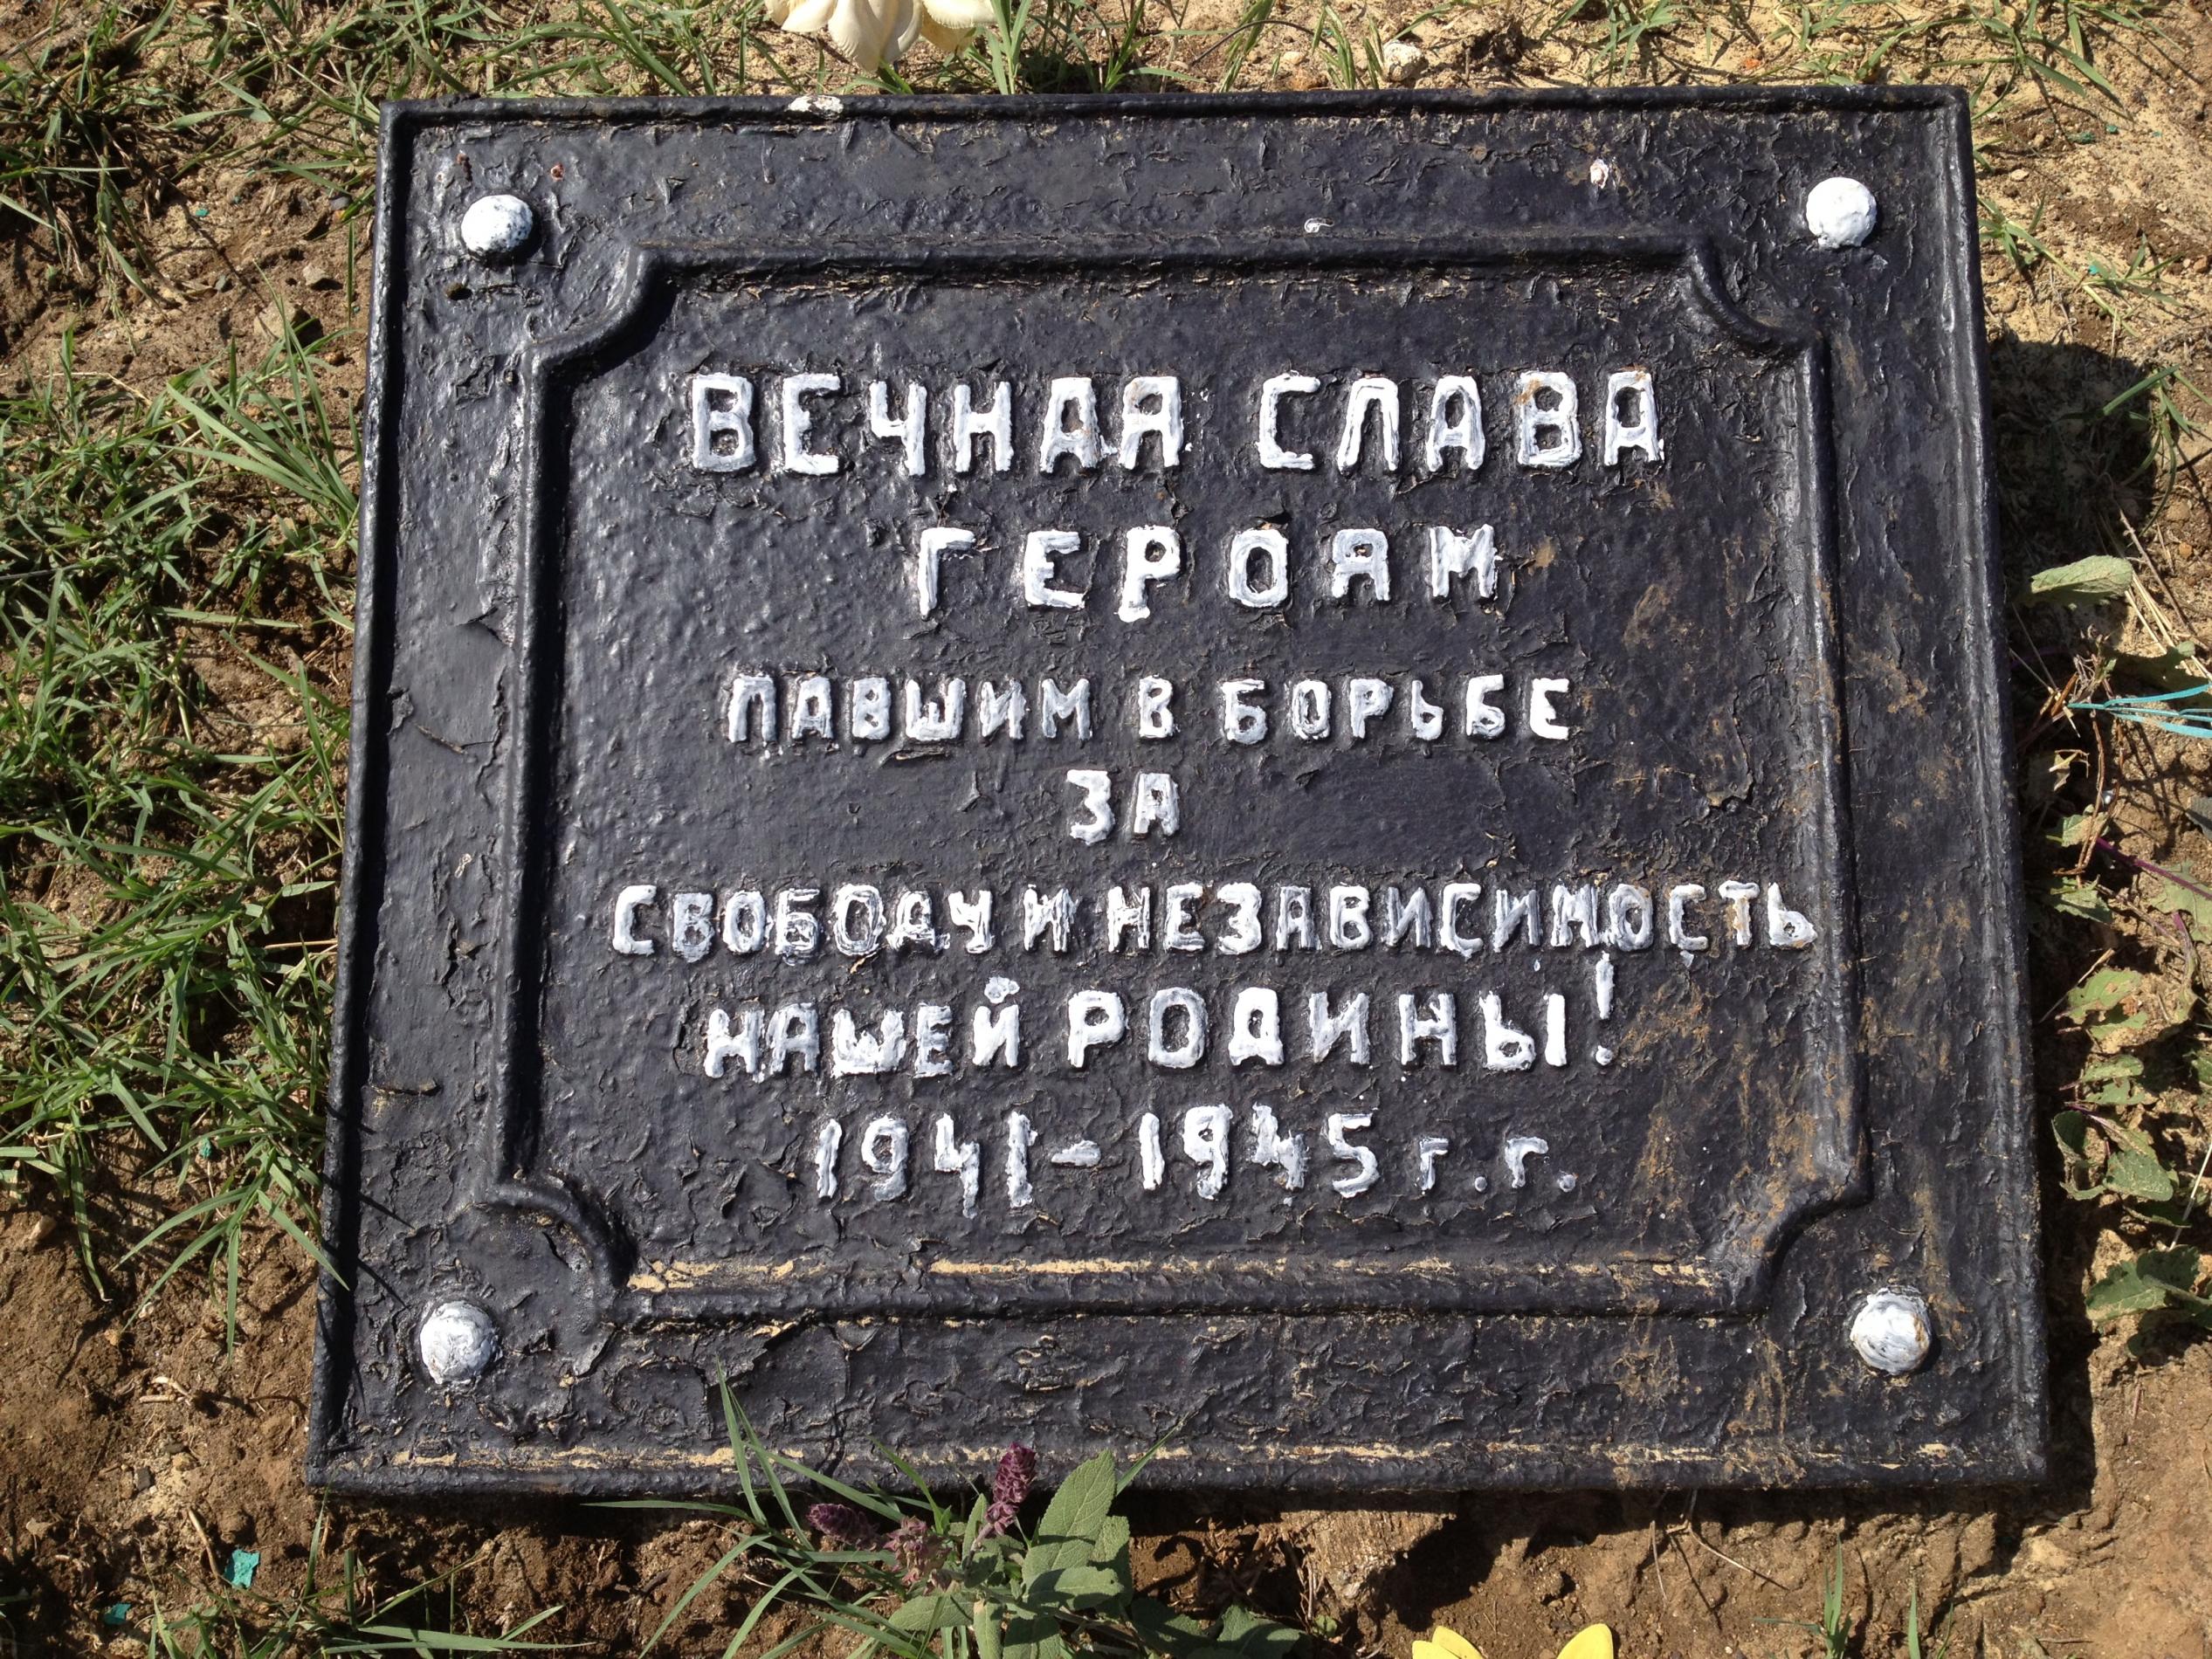 ВЕЧНАЯ СЛАВА
ГЕРОЯМ
ПАВШИМ В БОРЬБЕ
ЗА
СВОБОДУ И НЕЗАВИСИМОСТЬ
НАШЕЙ РОДИНЫ!
1941-1945 г.г.